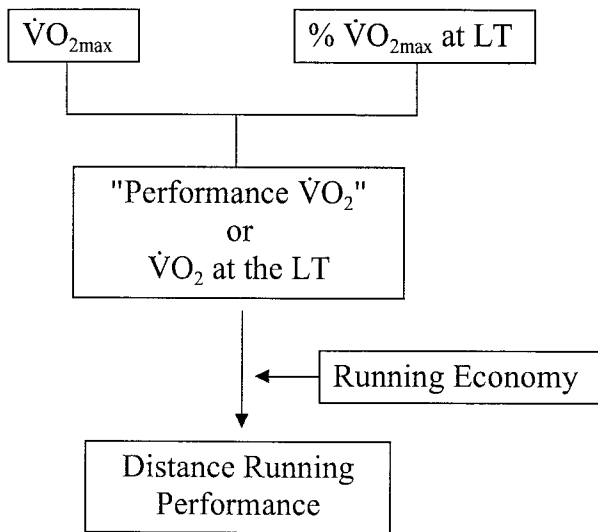 V̇O₂max
% V̇O₂max at LT
"Performance V̇O₂"
or
V̇O₂ at the LT
Running Economy
Distance Running
Performance